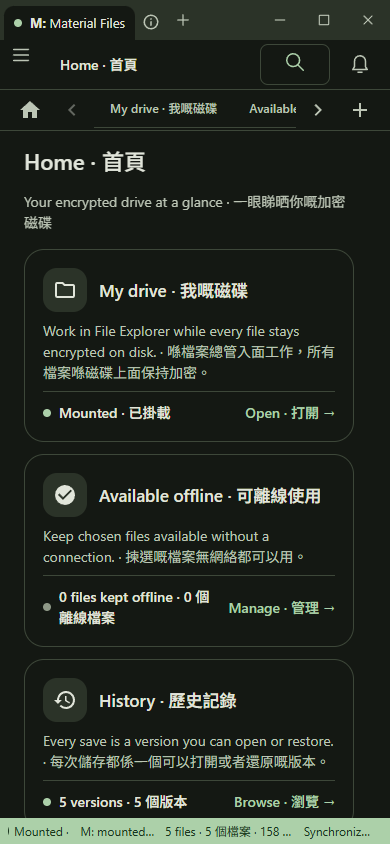 M: Material Files
Home · 首頁
My drive · 我嘅磁碟 Available
Home · 首頁
Your encrypted drive at a glance · 一眼睇晒你嘅加密
磁碟
My drive · 我嘅磁碟
Work in File Explorer while every file stays
encrypted on disk. · 喺檔案總管入面工作，所有
檔案喺磁碟上面保持加密。
Mounted · 已掛載 Open · 打開 →
Available offline · 可離線使用
Keep chosen files available without a
connection. · 揀選嘅檔案無網絡都可以用。
0 files kept offline · 0 個
離線檔案
Manage · 管理 →
History · 歷史記錄
Every save is a version you can open or restore.
· 每次儲存都係一個可以打開或者還原嘅版本。
5 versions · 5 個版本 Browse · 瀏覽 →
Mounted · M: mounted... 5 files · 5 個檔案 · 158 ... Synchroniz...